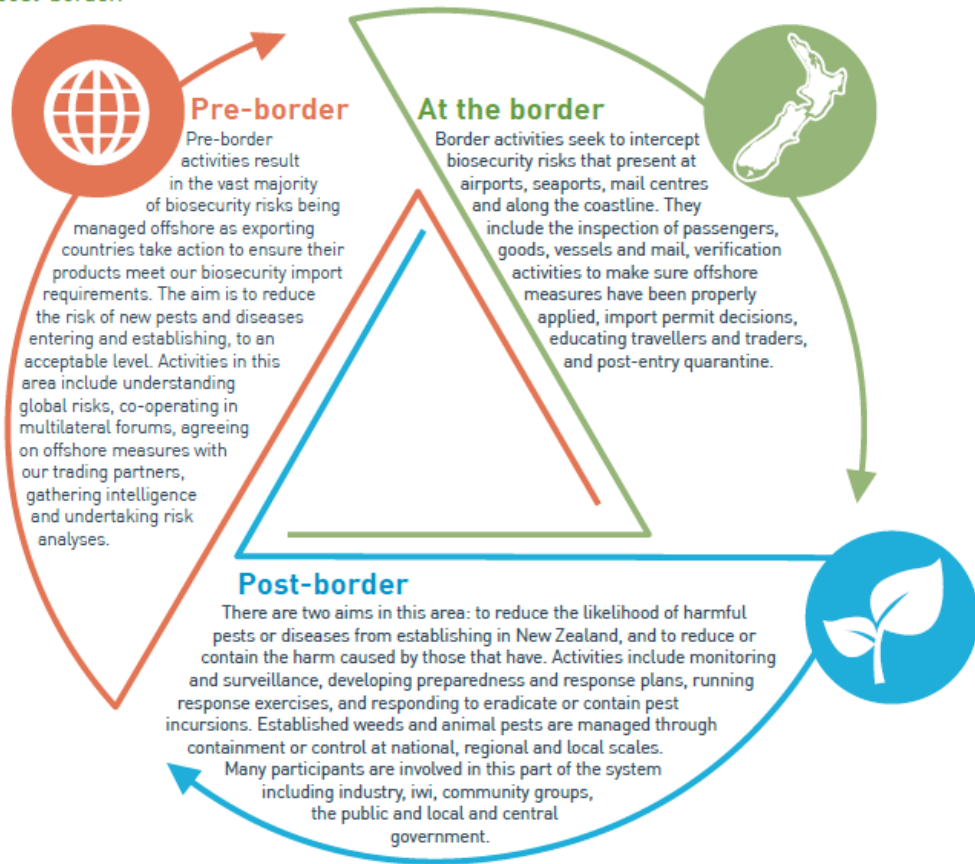 Pre-border
Pre-border
activities result
in the vast majority
of biosecurity risks being
managed offshore as exporting
countries take action to ensure their
products meet our biosecurity import
requirements. The aim is to reduce
the risk of new pests and diseases
entering and establishing, to an
acceptable level. Activities in this
area include understanding
global risks, co-operating in
multilateral forums, agreeing
on offshore measures with
our trading partners,
gathering intelligence
and undertaking risk
analyses.
At the border
Border activities seek to intercept
biosecurity risks that present at
airports, seaports, mail centres
and along the coastline. They
include the inspection of passengers,
goods, vessels and mail, verification
activities to make sure offshore
measures have been properly
applied, import permit decisions,
educating travellers and traders,
and post-entry quarantine.
Post-border
There are two aims in this area: to reduce the likelihood of harmful
pests or diseases from establishing in New Zealand, and to reduce or
contain the harm caused by those that have. Activities include monitoring
and surveillance, developing preparedness and response plans, running
response exercises, and responding to eradicate or contain pest
incursions. Established weeds and animal pests are managed through
containment or control at national, regional and local scales.
Many participants are involved in this part of the system
including industry, iwi, community groups,
the public and local and central
government.